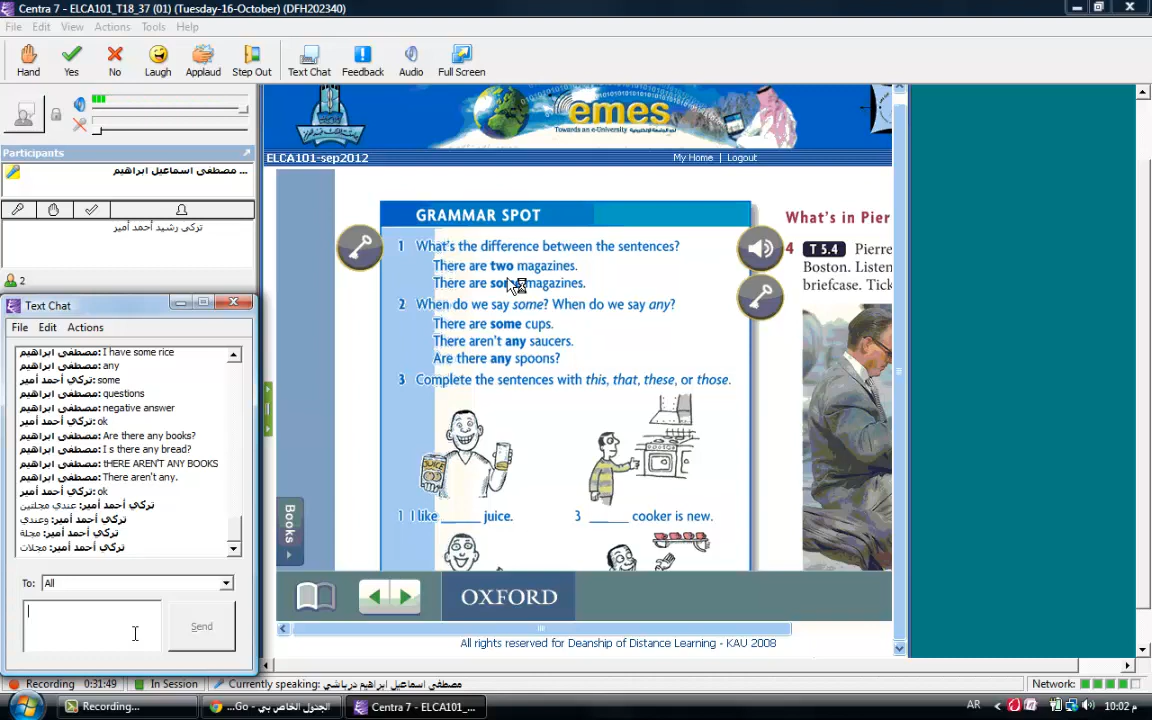 Centra 7 - ELCA101_T18_37 (01) (Tuesday-16-October) (DFH202340)
File Edit View Actions Tools Help
Hand Yes No Laugh Applaud Step Out Text Chat Feedback Audio Full Screen
Participants
مصطفى اسماعيل ابراهيم ...
تركي رشيد أحمد أمير
2
Text Chat
File Edit Actions
مصطفى ابراهيم: I have some rice
مصطفى ابراهيم: any
تركي أحمد أمير: some
مصطفى ابراهيم: questions
مصطفى ابراهيم: negative answer
تركي أحمد أمير: ok
مصطفى ابراهيم: Are there any books?
مصطفى ابراهيم: I s there any bread?
مصطفى ابراهيم: tHERE AREN'T ANY BOOKS
مصطفى ابراهيم: There aren't any.
تركي أحمد أمير: ok
تركي أحمد أمير: عندي مجلتين
تركي أحمد أمير: وعندي
تركي أحمد أمير: مجلة
تركي أحمد أمير: مجلات
To: All
Send
emes
Towards an e-University
ELCA101-sep2012
My Home | Logout
GRAMMAR SPOT
1 What's the difference between the sentences?
There are two magazines.
There are some magazines.
2 When do we say some? When do we say any?
There are some cups.
There aren't any saucers.
Are there any spoons?
3 Complete the sentences with this, that, these, or those.
JUICE
1 I like ______ juice.
3 ______ cooker is new.
What's in Pier
4 T 5.4 Pierre
Boston. Listen
briefcase. Tick
Books
OXFORD
All rights reserved for Deanship of Distance Learning - KAU 2008
Recording 0:31:49 In Session Currently speaking: مصطفى اسماعيل ابراهيم درباشي
Network:
Recording...
الجدول الخاص بي - Go...
Centra 7 - ELCA101_...
AR
10:02 م